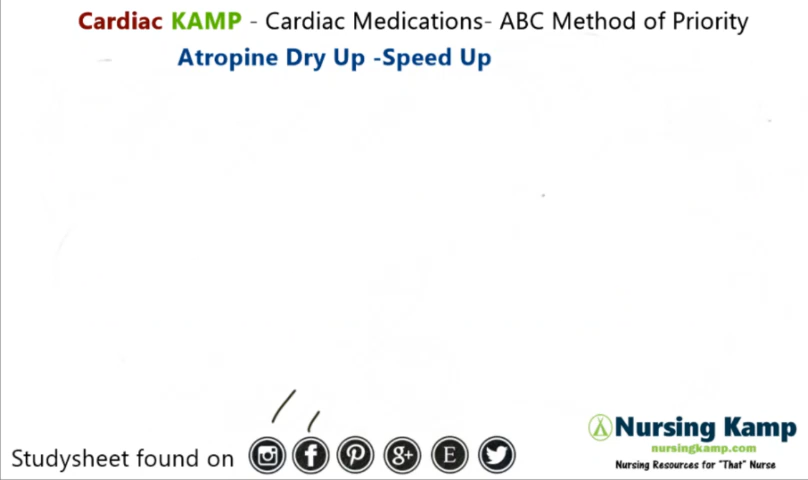 Cardiac KAMP - Cardiac Medications- ABC Method of Priority
Atropine Dry Up -Speed Up
Nursing Kamp
nursingkamp.com
Nursing Resources for "That" Nurse
Studysheet found on f 8+ E